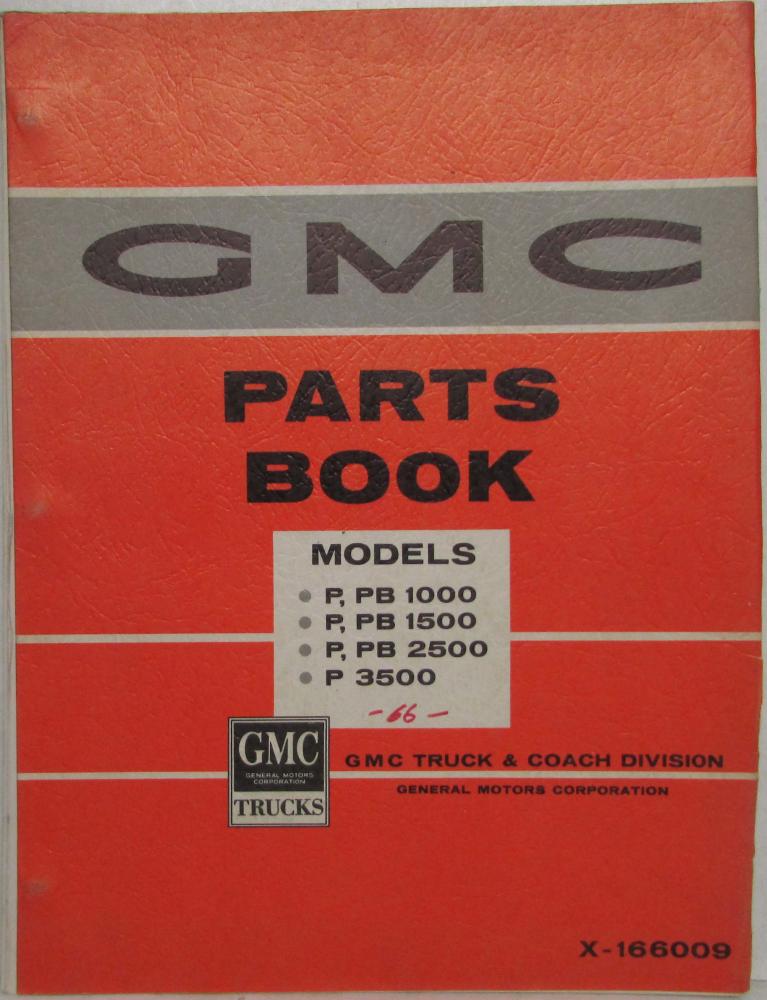 GMC
PARTS
BOOK
MODELS
• P, PB 1000
• P, PB 1500
• P, PB 2500
• P 3500
- 66 -
GMC
GENERAL MOTORS
CORPORATION
TRUCKS
GMC TRUCK & COACH DIVISION
GENERAL MOTORS CORPORATION
X-166009